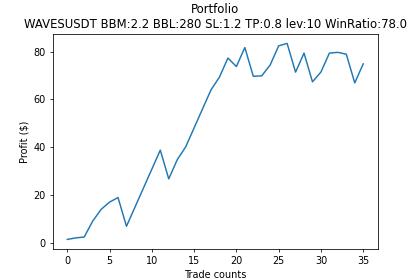 Portfolio
WAVESUSDT BBM:2.2 BBL:280 SL:1.2 TP:0.8 lev:10 WinRatio:78.0
80
60
40
20
0
Profit ($)
0 5 10 15 20 25 30 35
Trade counts